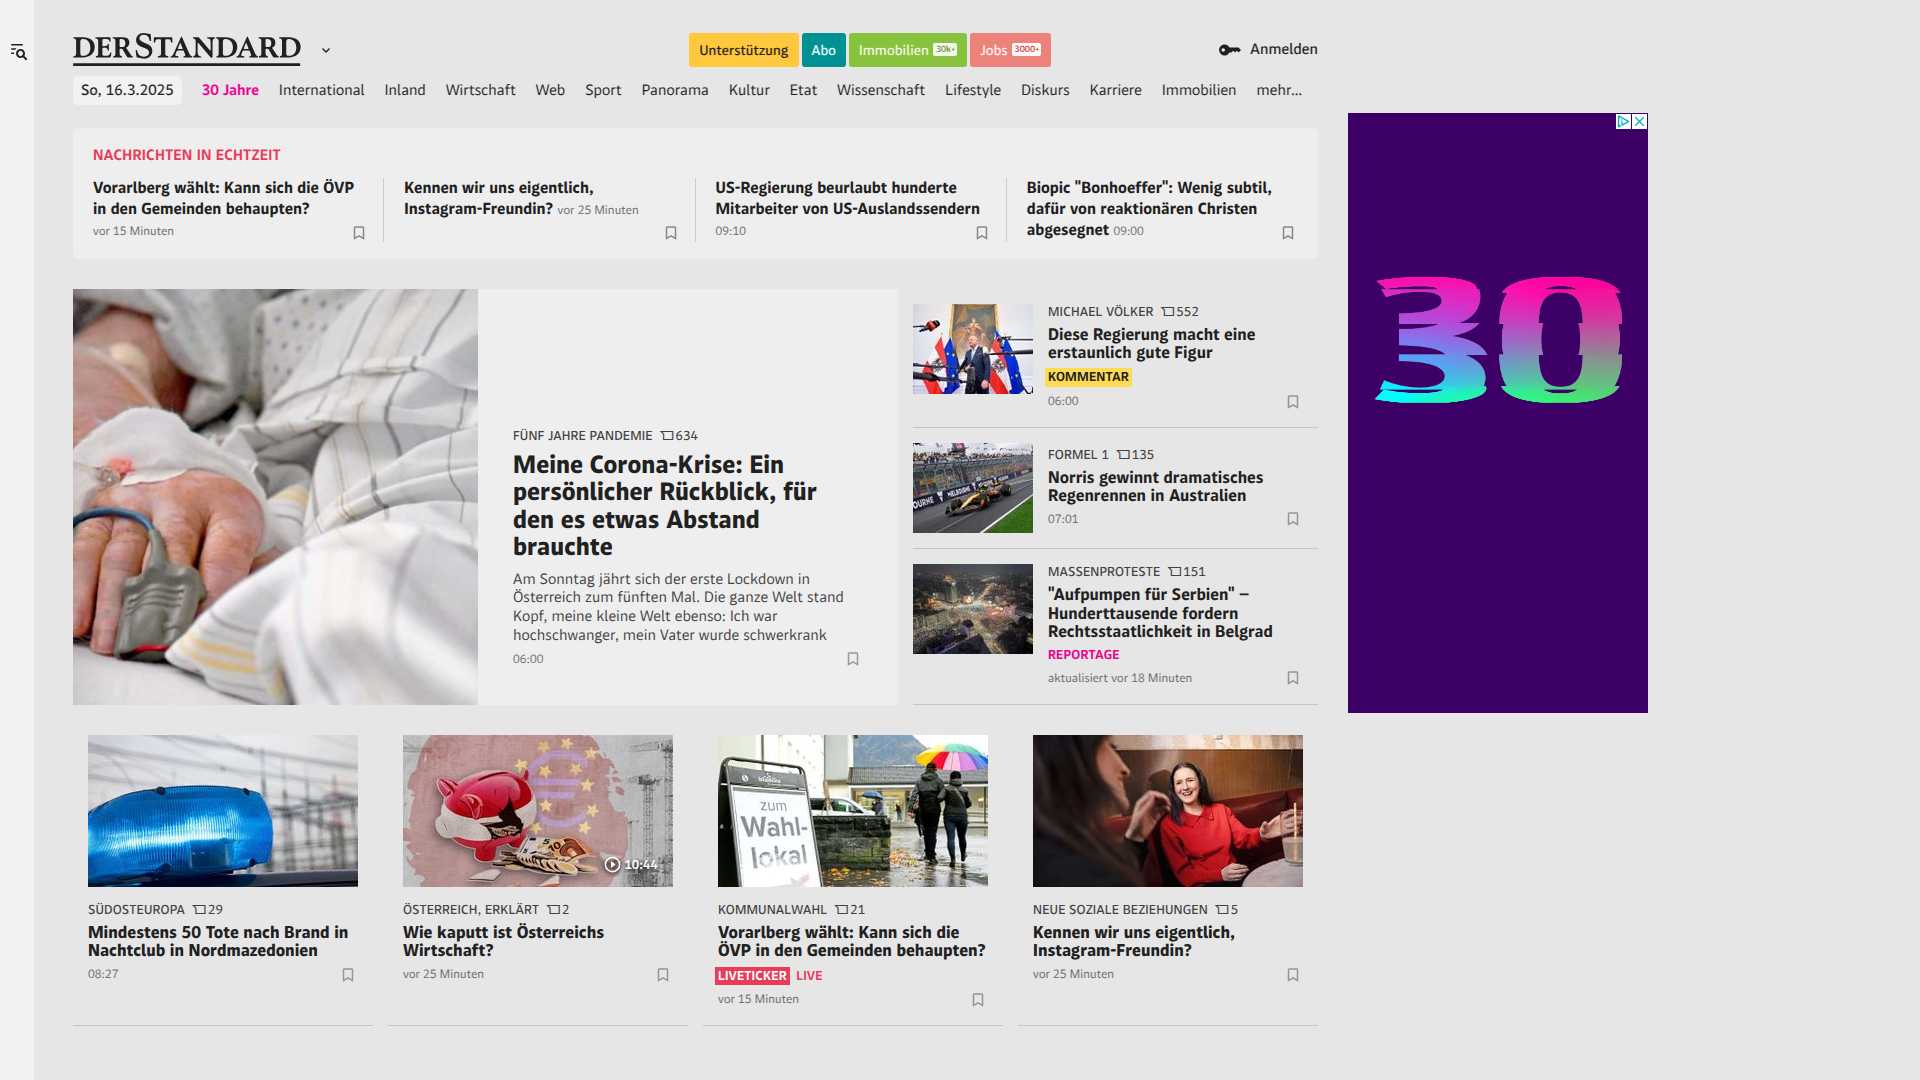 DERSTANDARD
Unterstützung
Abo
Immobilien 30k+
Jobs 3000+
Anmelden
So, 16.3.2025
30 Jahre
International
Inland
Wirtschaft
Web
Sport
Panorama
Kultur
Etat
Wissenschaft
Lifestyle
Diskurs
Karriere
Immobilien
mehr...
NACHRICHTEN IN ECHTZEIT
Vorarlberg wählt: Kann sich die ÖVP
in den Gemeinden behaupten?
vor 15 Minuten
Kennen wir uns eigentlich,
Instagram-Freundin? vor 25 Minuten
US-Regierung beurlaubt hunderte
Mitarbeiter von US-Auslandssendern
09:10
Biopic "Bonhoeffer": Wenig subtil,
dafür von reaktionären Christen
abgesegnet 09:00
FÜNF JAHRE PANDEMIE 634
Meine Corona-Krise: Ein
persönlicher Rückblick, für
den es etwas Abstand
brauchte
Am Sonntag jährt sich der erste Lockdown in
Österreich zum fünften Mal. Die ganze Welt stand
Kopf, meine kleine Welt ebenso: Ich war
hochschwanger, mein Vater wurde schwerkrank
06:00
MICHAEL VÖLKER 552
Diese Regierung macht eine
erstaunlich gute Figur
KOMMENTAR
06:00
FORMEL 1 135
Norris gewinnt dramatisches
Regenrennen in Australien
07:01
MASSENPROTESTE 151
"Aufpumpen für Serbien" –
Hunderttausende fordern
Rechtsstaatlichkeit in Belgrad
REPORTAGE
aktualisiert vor 18 Minuten
30
SÜDOSTEUROPA 29
Mindestens 50 Tote nach Brand in
Nachtclub in Nordmazedonien
08:27
10:44
ÖSTERREICH, ERKLÄRT 2
Wie kaputt ist Österreichs
Wirtschaft?
vor 25 Minuten
zum
Wahl-
lokal
KOMMUNALWAHL 21
Vorarlberg wählt: Kann sich die
ÖVP in den Gemeinden behaupten?
LIVETICKER LIVE
vor 15 Minuten
NEUE SOZIALE BEZIEHUNGEN 5
Kennen wir uns eigentlich,
Instagram-Freundin?
vor 25 Minuten